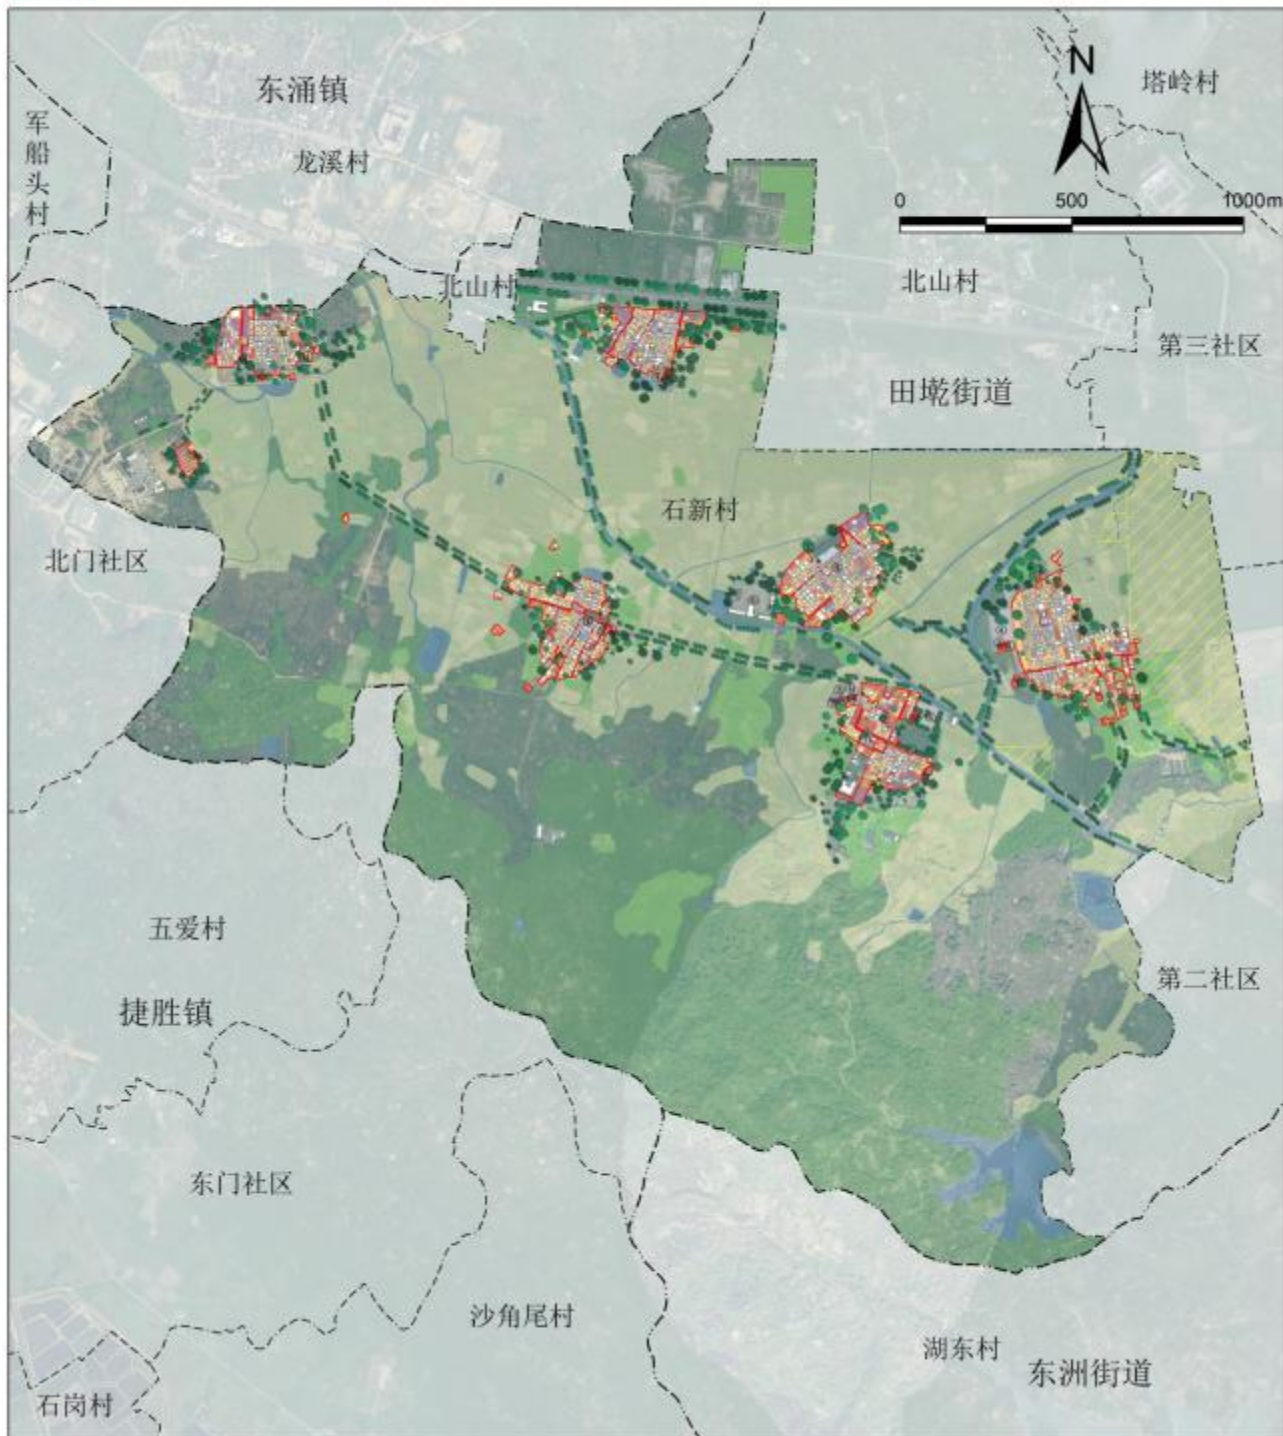 东涌镇
塔岭村
N
军船头村
龙溪村
0 500 1000m
北山村
北山村
第三社区
田墘街道
石新村
北门社区
五爱村
第二社区
捷胜镇
东门社区
沙角尾村
湖东村
东洲街道
石岗村